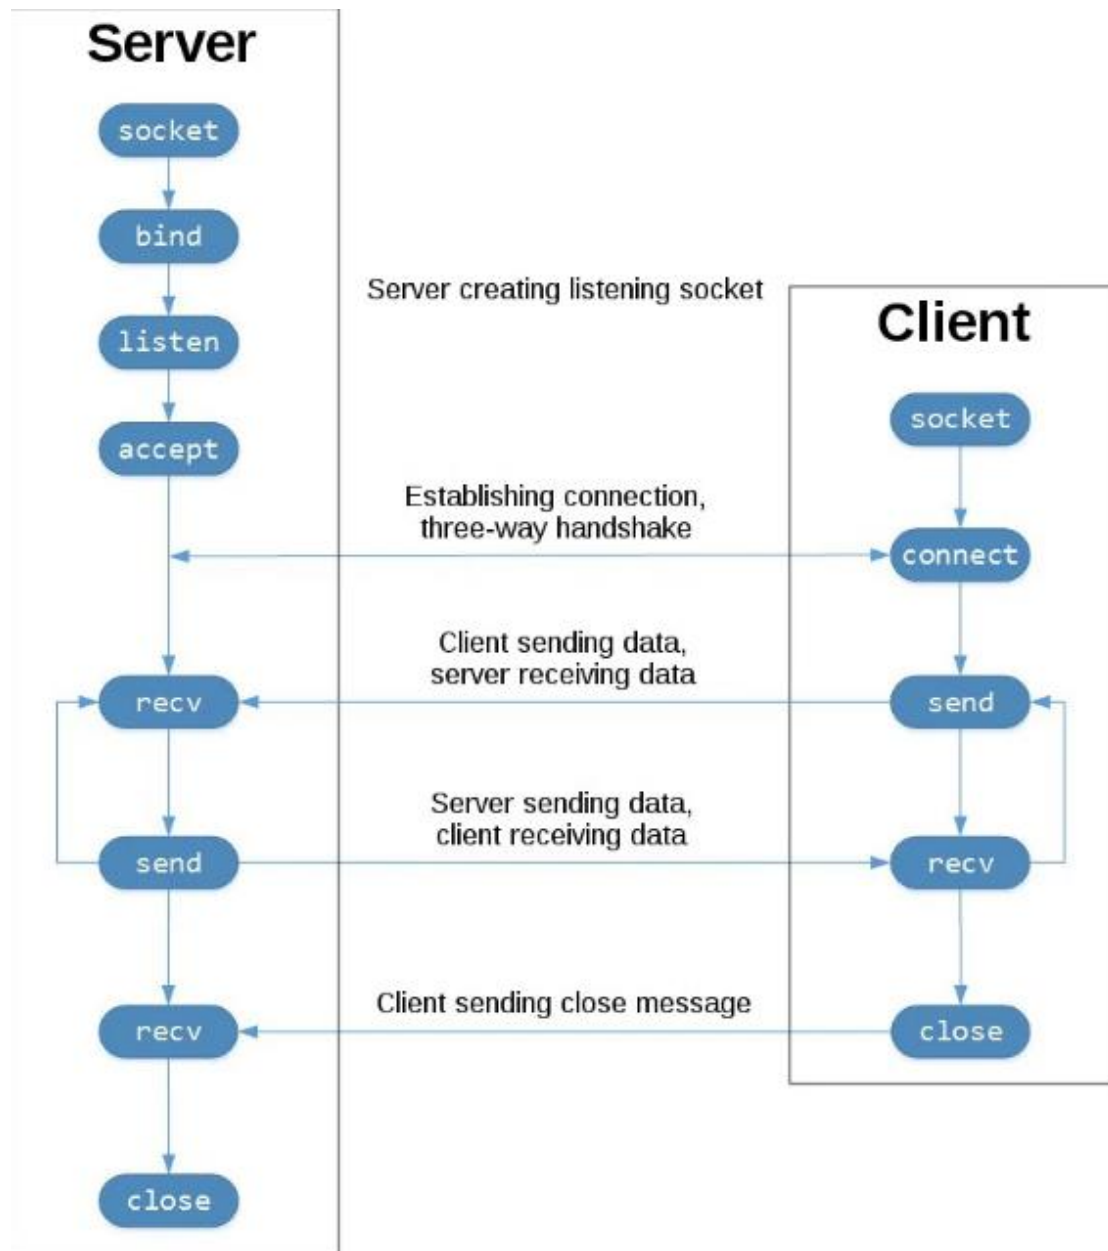 Server
socket
bind
Server creating listening socket
listen
Client
accept
socket
Establishing connection,
three-way handshake
connect
Client sending data,
server receiving data
recv
send
Server sending data,
client receiving data
send
recv
Client sending close message
recv
close
close